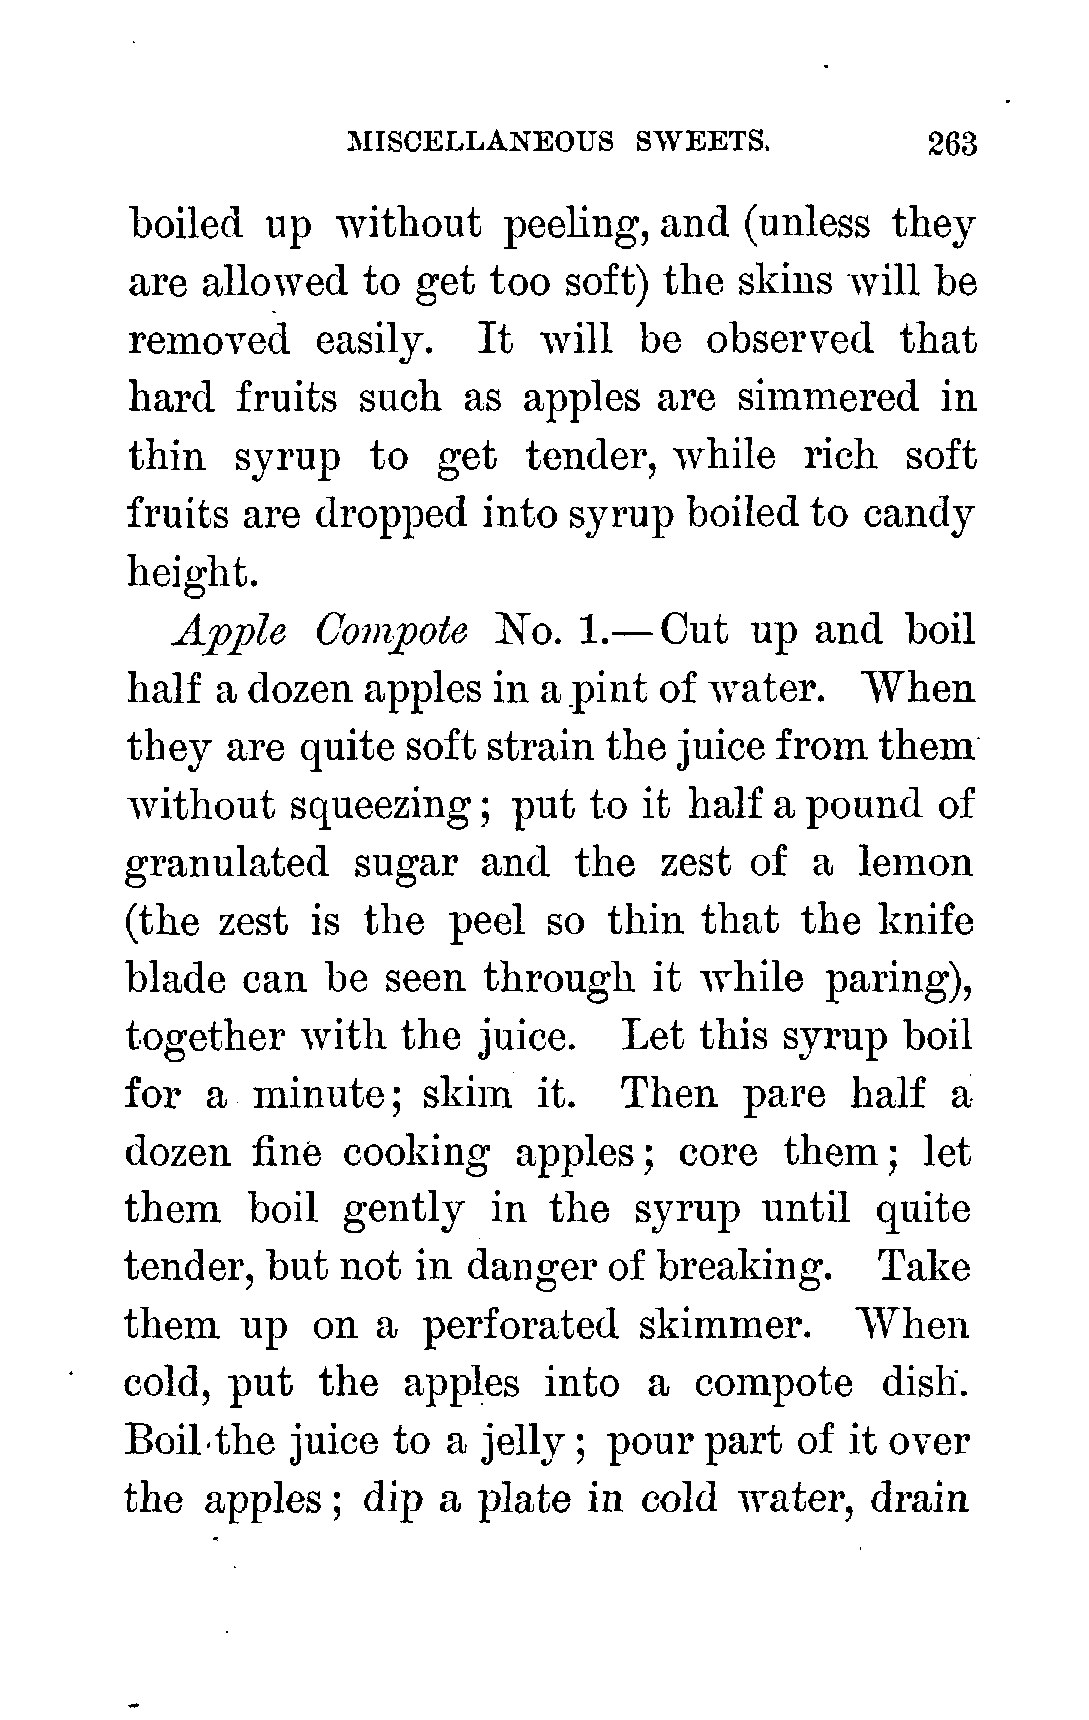 MISCELLANEOUS SWEETS. 263
boiled up without peeling, and (unless they
are allowed to get too soft) the skins will be
removed easily. It will be observed that
hard fruits such as apples are simmered in
thin syrup to get tender, while rich soft
fruits are dropped into syrup boiled to candy
height.
Apple Compote No. 1.—Cut up and boil
half a dozen apples in a pint of water. When
they are quite soft strain the juice from them
without squeezing; put to it half a pound of
granulated sugar and the zest of a lemon
(the zest is the peel so thin that the knife
blade can be seen through it while paring),
together with the juice. Let this syrup boil
for a minute; skim it. Then pare half a
dozen fine cooking apples; core them; let
them boil gently in the syrup until quite
tender, but not in danger of breaking. Take
them up on a perforated skimmer. When
cold, put the apples into a compote dish.
Boil the juice to a jelly; pour part of it over
the apples; dip a plate in cold water, drain